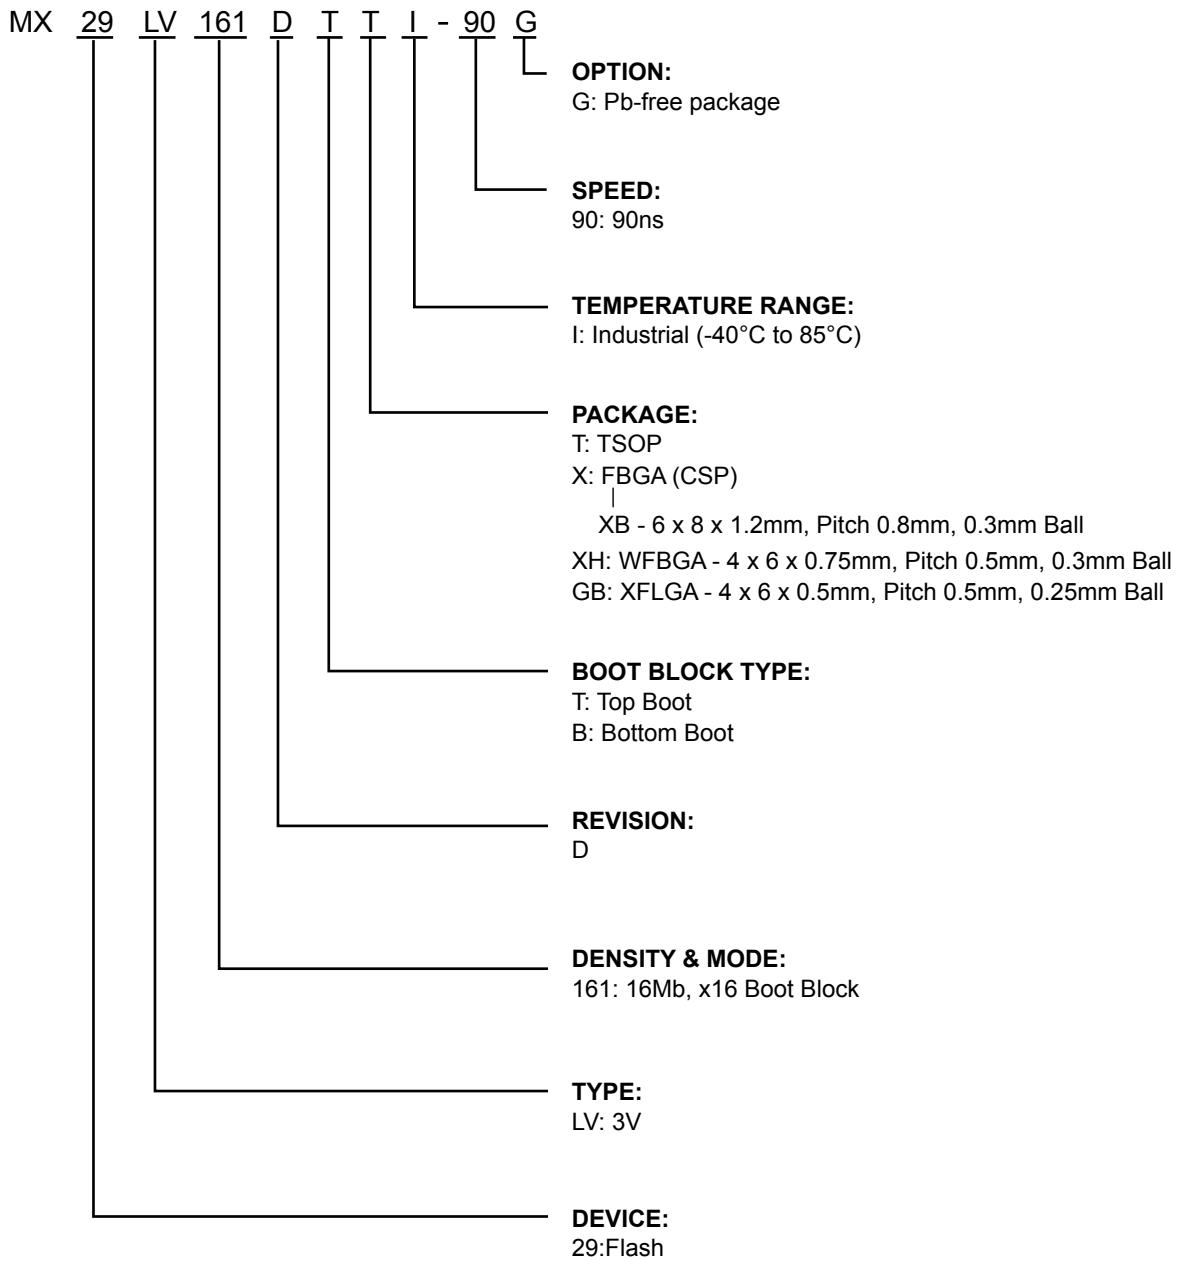 MX 29 LV 161 D T T I - 90 G
OPTION:
G: Pb-free package
SPEED:
90: 90ns
TEMPERATURE RANGE:
I: Industrial (-40°C to 85°C)
PACKAGE:
T: TSOP
X: FBGA (CSP)
XB - 6 x 8 x 1.2mm, Pitch 0.8mm, 0.3mm Ball
XH: WFBGA - 4 x 6 x 0.75mm, Pitch 0.5mm, 0.3mm Ball
GB: XFLGA - 4 x 6 x 0.5mm, Pitch 0.5mm, 0.25mm Ball
BOOT BLOCK TYPE:
T: Top Boot
B: Bottom Boot
REVISION:
D
DENSITY & MODE:
161: 16Mb, x16 Boot Block
TYPE:
LV: 3V
DEVICE:
29:Flash